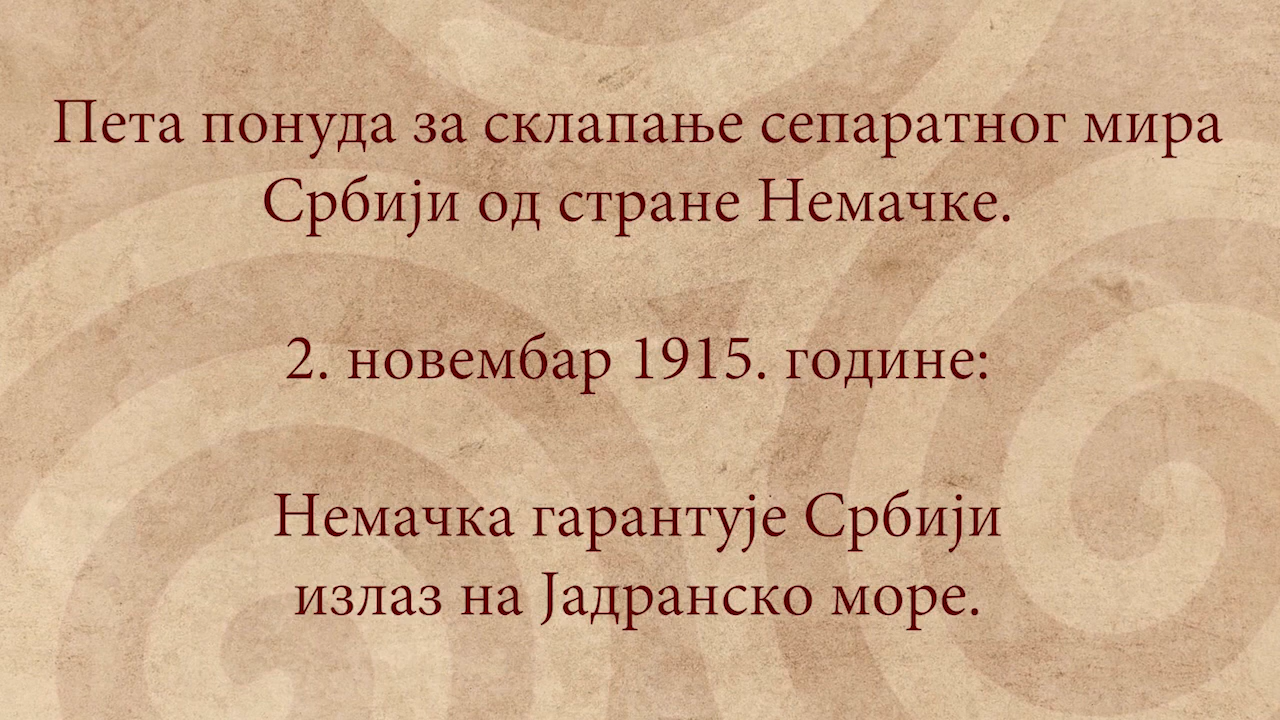 Пета понуда за склапање сепаратног мира
Србији од стране Немачке.
2. новембар 1915. године:
Немачка гарантује Србији
излаз на Јадранско море.